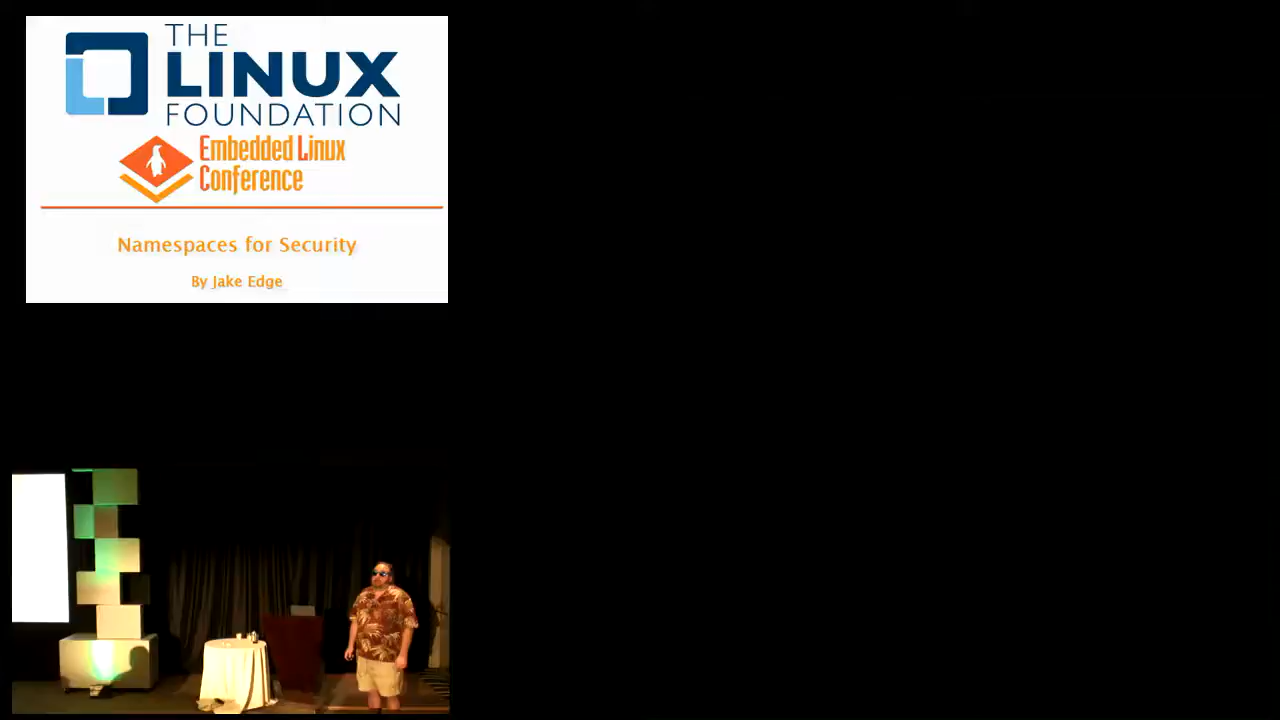 THE
LINUX
FOUNDATION
Embedded Linux
Conference
Namespaces for Security
By Jake Edge